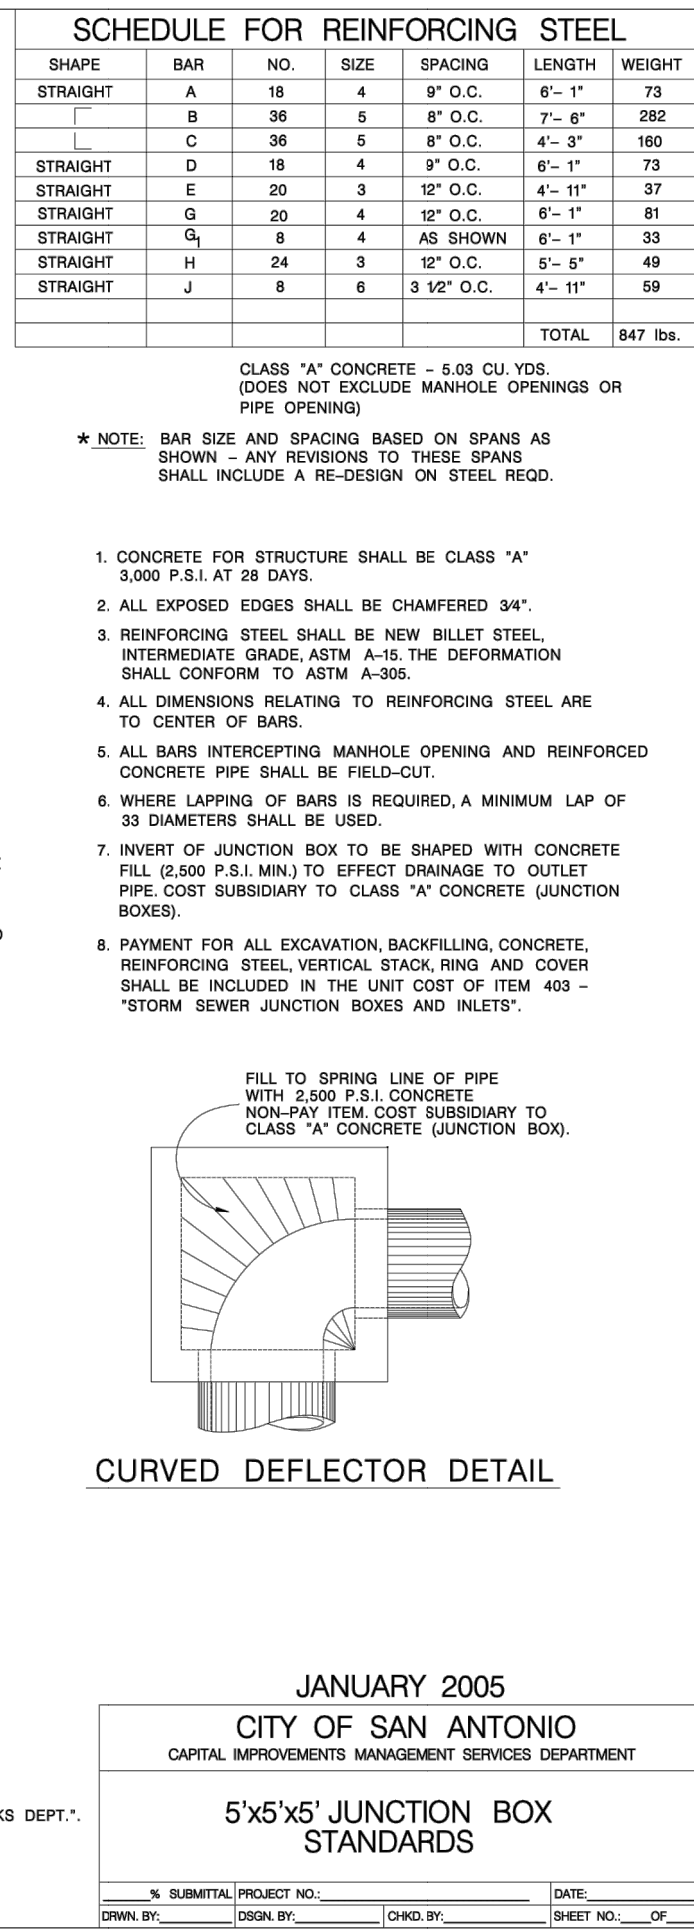 SCHEDULE FOR REINFORCING STEEL
SHAPE BAR NO. SIZE SPACING LENGTH WEIGHT
STRAIGHT A 18 4 9" O.C. 6'– 1" 73
B 36 5 8" O.C. 7'– 6" 282
C 36 5 8" O.C. 4'– 3" 160
STRAIGHT D 18 4 9" O.C. 6'– 1" 73
STRAIGHT E 20 3 12" O.C. 4'– 11" 37
STRAIGHT G 20 4 12" O.C. 6'– 1" 81
STRAIGHT G1 8 4 AS SHOWN 6'– 1" 33
STRAIGHT H 24 3 12" O.C. 5'– 5" 49
STRAIGHT J 8 6 3 1/2" O.C. 4'– 11" 59
TOTAL 847 lbs.
CLASS "A" CONCRETE – 5.03 CU. YDS.
(DOES NOT EXCLUDE MANHOLE OPENINGS OR
PIPE OPENING)
* NOTE: BAR SIZE AND SPACING BASED ON SPANS AS
SHOWN – ANY REVISIONS TO THESE SPANS
SHALL INCLUDE A RE–DESIGN ON STEEL REQD.
1. CONCRETE FOR STRUCTURE SHALL BE CLASS "A"
3,000 P.S.I. AT 28 DAYS.
2. ALL EXPOSED EDGES SHALL BE CHAMFERED 3/4".
3. REINFORCING STEEL SHALL BE NEW BILLET STEEL,
INTERMEDIATE GRADE, ASTM A–15. THE DEFORMATION
SHALL CONFORM TO ASTM A–305.
4. ALL DIMENSIONS RELATING TO REINFORCING STEEL ARE
TO CENTER OF BARS.
5. ALL BARS INTERCEPTING MANHOLE OPENING AND REINFORCED
CONCRETE PIPE SHALL BE FIELD–CUT.
6. WHERE LAPPING OF BARS IS REQUIRED, A MINIMUM LAP OF
33 DIAMETERS SHALL BE USED.
7. INVERT OF JUNCTION BOX TO BE SHAPED WITH CONCRETE
FILL (2,500 P.S.I. MIN.) TO EFFECT DRAINAGE TO OUTLET
PIPE. COST SUBSIDIARY TO CLASS "A" CONCRETE (JUNCTION
BOXES).
8. PAYMENT FOR ALL EXCAVATION, BACKFILLING, CONCRETE,
REINFORCING STEEL, VERTICAL STACK, RING AND COVER
SHALL BE INCLUDED IN THE UNIT COST OF ITEM 403 –
"STORM SEWER JUNCTION BOXES AND INLETS".
FILL TO SPRING LINE OF PIPE
WITH 2,500 P.S.I. CONCRETE
NON–PAY ITEM. COST SUBSIDIARY TO
CLASS "A" CONCRETE (JUNCTION BOX).
CURVED DEFLECTOR DETAIL
JANUARY 2005
CITY OF SAN ANTONIO
CAPITAL IMPROVEMENTS MANAGEMENT SERVICES DEPARTMENT
KS DEPT.".
5'x5'x5' JUNCTION BOX
STANDARDS
% SUBMITTAL PROJECT NO.: DATE:
DRWN. BY: DSGN. BY: CHKD. BY: SHEET NO.: OF